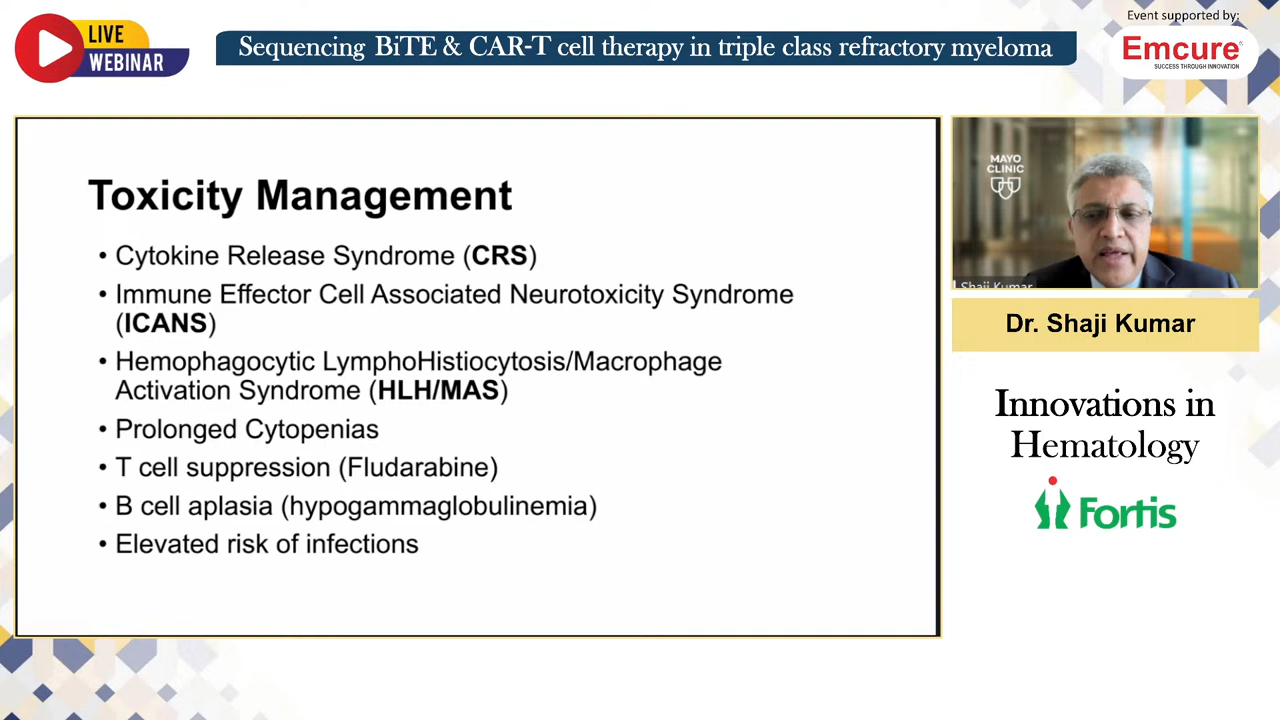 LIVE
WEBINAR
Sequencing BiTE & CAR-T cell therapy in triple class refractory myeloma
Event supported by:
Emcure®
SUCCESS THROUGH INNOVATION
Toxicity Management
• Cytokine Release Syndrome (CRS)
• Immune Effector Cell Associated Neurotoxicity Syndrome
(ICANS)
• Hemophagocytic LymphoHistiocytosis/Macrophage
Activation Syndrome (HLH/MAS)
• Prolonged Cytopenias
• T cell suppression (Fludarabine)
• B cell aplasia (hypogammaglobulinemia)
• Elevated risk of infections
MAYO
CLINIC
Shaji Kumar
Dr. Shaji Kumar
Innovations in
Hematology
Fortis